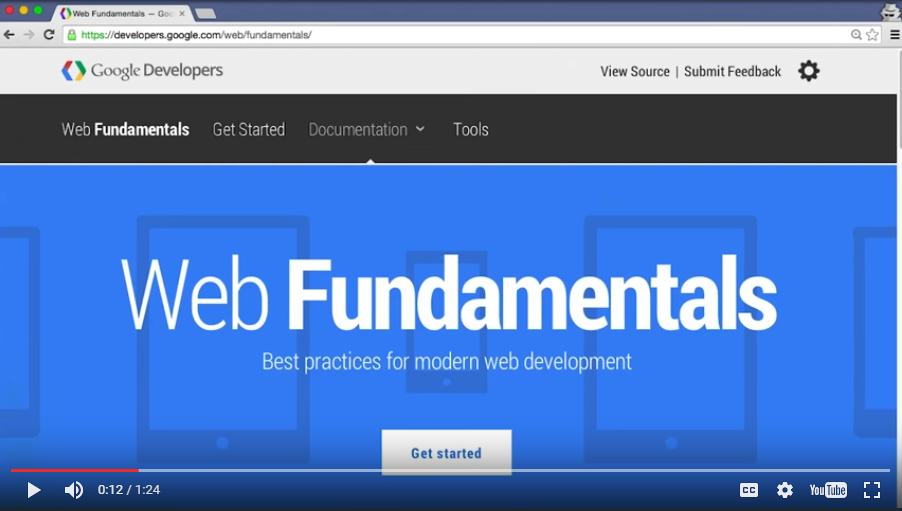 Web Fundamentals — Goo
https://developers.google.com/web/fundamentals/
Google Developers
View Source | Submit Feedback
Web Fundamentals Get Started Documentation Tools
Web Fundamentals
Best practices for modern web development
Get started
0:12 / 1:24
CC
YouTube